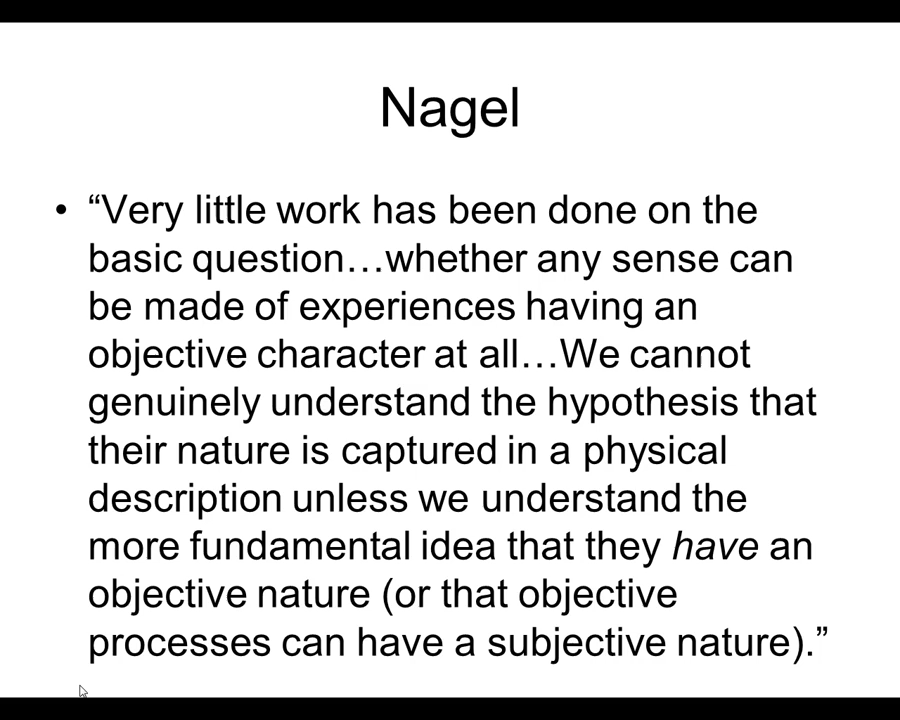 Nagel
• “Very little work has been done on the
basic question…whether any sense can
be made of experiences having an
objective character at all…We cannot
genuinely understand the hypothesis that
their nature is captured in a physical
description unless we understand the
more fundamental idea that they have an
objective nature (or that objective
processes can have a subjective nature).”